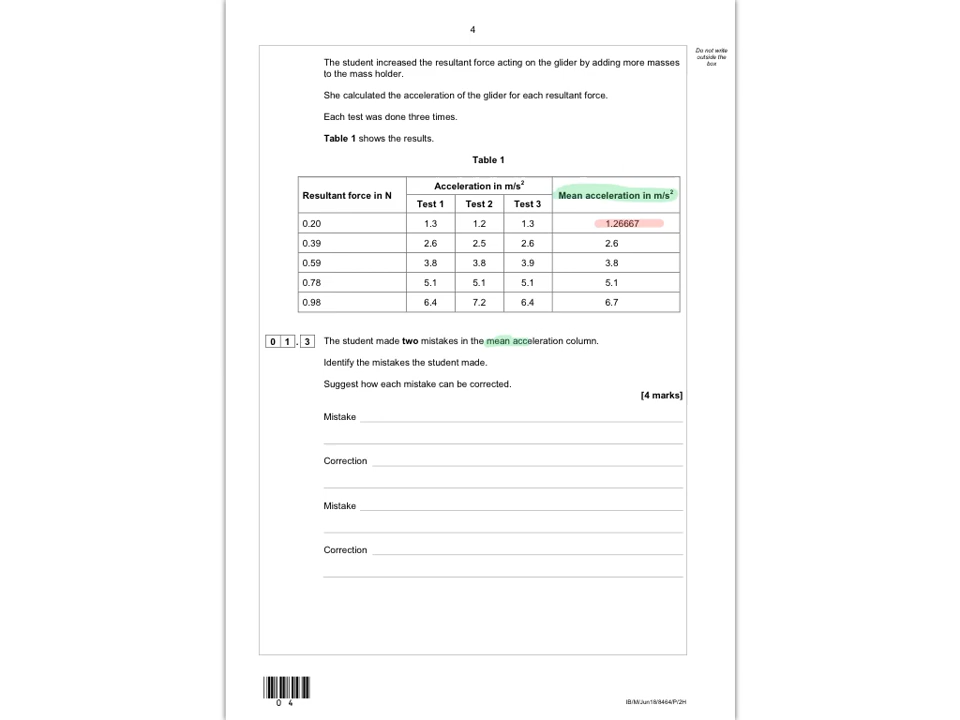 4
Do not write
outside the
box
The student increased the resultant force acting on the glider by adding more masses
to the mass holder.
She calculated the acceleration of the glider for each resultant force.
Each test was done three times.
Table 1 shows the results.
Table 1
Resultant force in N Acceleration in m/s² Mean acceleration in m/s²
Test 1 Test 2 Test 3
0.20 1.3 1.2 1.3 1.26667
0.39 2.6 2.5 2.6 2.6
0.59 3.8 3.8 3.9 3.8
0.78 5.1 5.1 5.1 5.1
0.98 6.4 7.2 6.4 6.7
0 1 . 3 The student made two mistakes in the mean acceleration column.
Identify the mistakes the student made.
Suggest how each mistake can be corrected.
[4 marks]
Mistake
Correction
Mistake
Correction
0 4
IB/M/Jun18/8464/P/2H